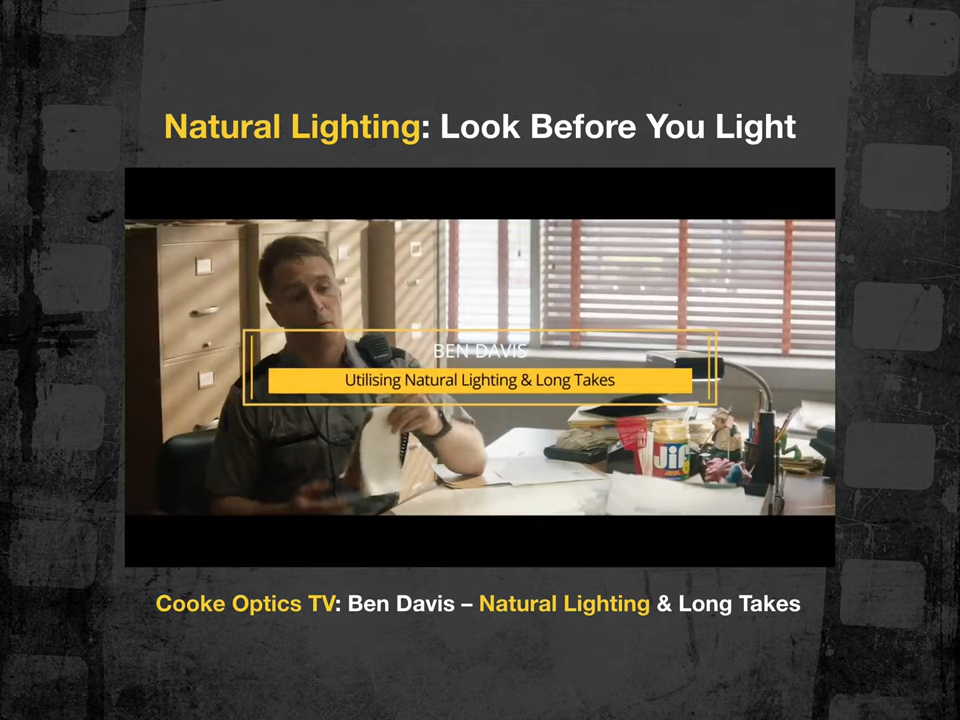 Natural Lighting: Look Before You Light
BEN DAVIS
Utilising Natural Lighting & Long Takes
Jif
Cooke Optics TV: Ben Davis – Natural Lighting & Long Takes